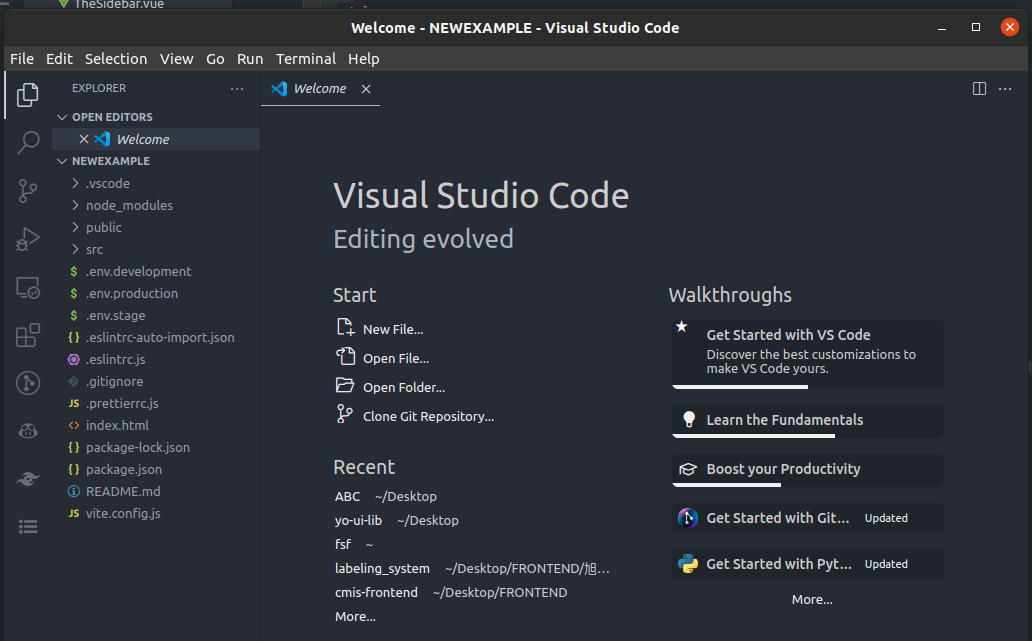 TheSidebar.vue
Welcome - NEWEXAMPLE - Visual Studio Code
File Edit Selection View Go Run Terminal Help
EXPLORER
Welcome
OPEN EDITORS
Welcome
NEWEXAMPLE
.vscode
node_modules
public
src
.env.development
.env.production
.env.stage
.eslintrc-auto-import.json
.eslintrc.js
.gitignore
.prettierrc.js
index.html
package-lock.json
package.json
README.md
vite.config.js
Visual Studio Code
Editing evolved
Start
New File...
Open File...
Open Folder...
Clone Git Repository...
Recent
ABC ~/Desktop
yo-ui-lib ~/Desktop
fsf ~
labeling_system ~/Desktop/FRONTEND/旭...
cmis-frontend ~/Desktop/FRONTEND
More...
Walkthroughs
Get Started with VS Code
Discover the best customizations to
make VS Code yours.
Learn the Fundamentals
Boost your Productivity
Get Started with Git... Updated
Get Started with Pyt... Updated
More...